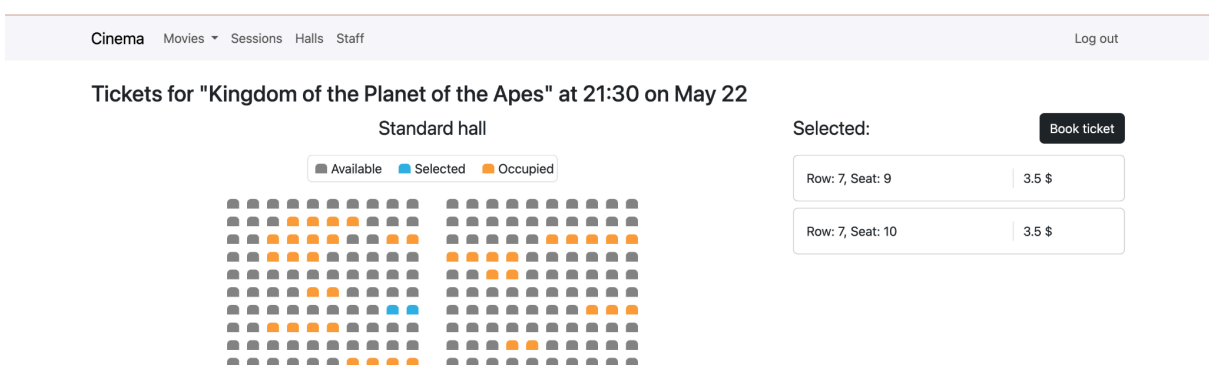 Cinema Movies Sessions Halls Staff Log out
Tickets for "Kingdom of the Planet of the Apes" at 21:30 on May 22
Standard hall
Available Selected Occupied
Selected: Book ticket
Row: 7, Seat: 9 3.5 $
Row: 7, Seat: 10 3.5 $